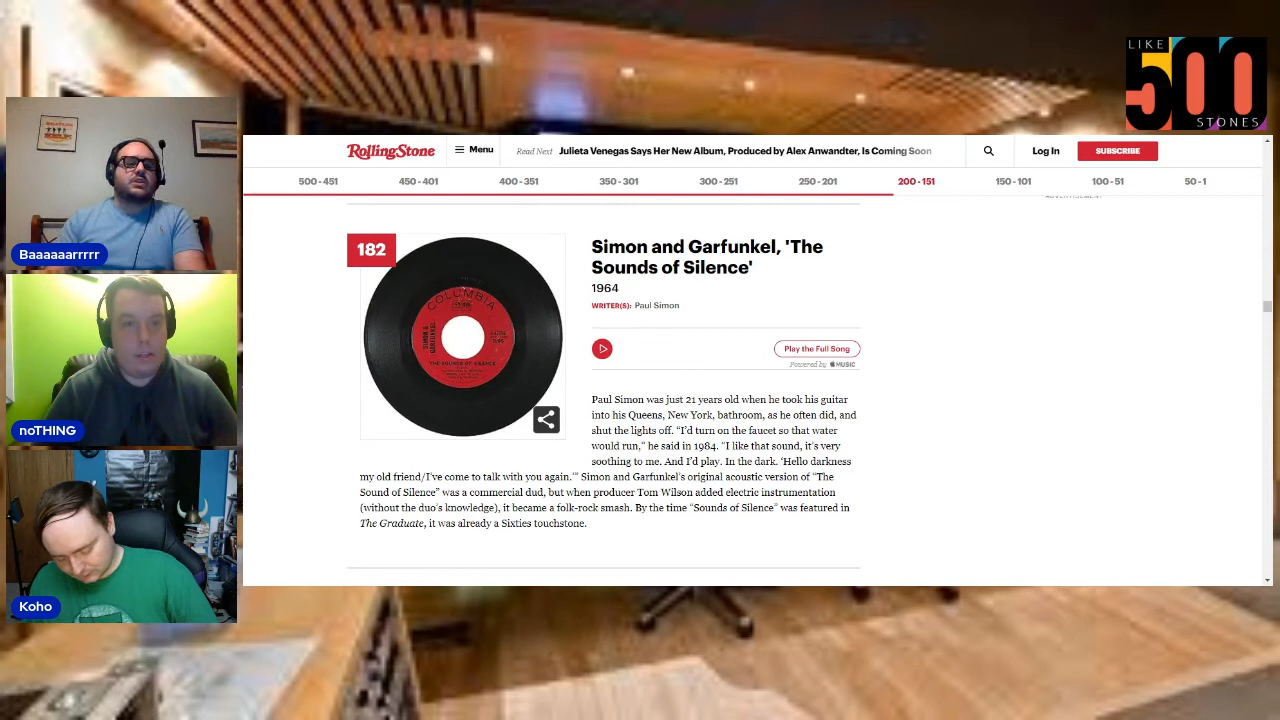 LIKE
500
STONES
Baaaaaarrrrr
noTHING
Koho
RollingStone
Menu
Read Next Julieta Venegas Says Her New Album, Produced by Alex Anwandter, Is Coming Soon
Log In
SUBSCRIBE
500 - 451 450 - 401 400 - 351 350 - 301 300 - 251 250 - 201 200 - 151 150 - 101 100 - 51 50 - 1
ADVERTISEMENT
182
COLUMBIA
Simon and Garfunkel, 'The
Sounds of Silence'
1964
WRITER(S): Paul Simon
Play the Full Song
Powered by MUSIC
Paul Simon was just 21 years old when he took his guitar
into his Queens, New York, bathroom, as he often did, and
shut the lights off. “I’d turn on the faucet so that water
would run,” he said in 1984. “I like that sound, it’s very
soothing to me. And I’d play. In the dark. ‘Hello darkness
my old friend/I’ve come to talk with you again.’” Simon and Garfunkel’s original acoustic version of “The
Sound of Silence” was a commercial dud, but when producer Tom Wilson added electric instrumentation
(without the duo’s knowledge), it became a folk-rock smash. By the time “Sounds of Silence” was featured in
The Graduate, it was already a Sixties touchstone.